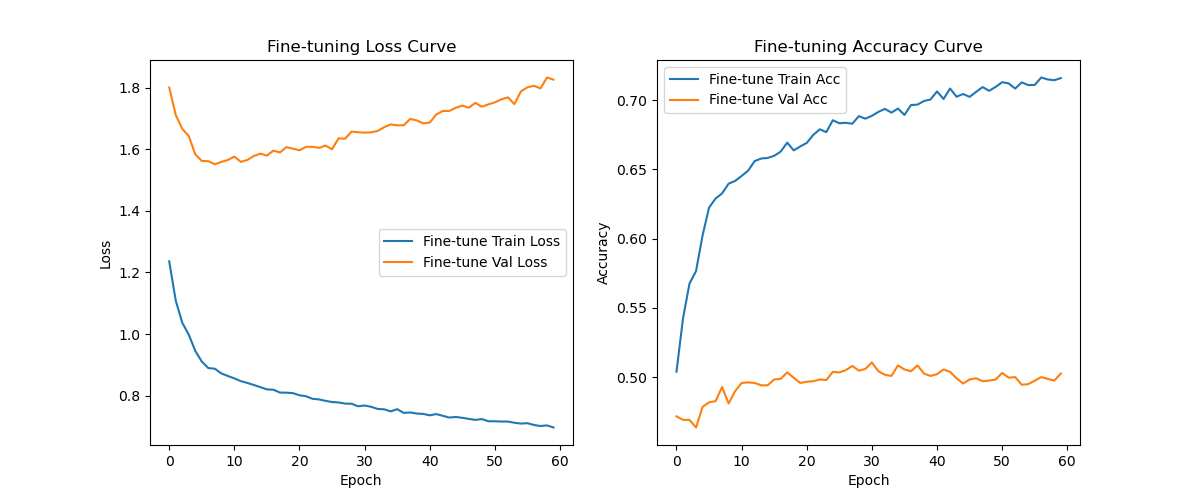 Fine-tuning Loss Curve
1.8
1.6
1.4
1.2
1.0
0.8
Loss
Fine-tune Train Loss
Fine-tune Val Loss
0 10 20 30 40 50 60
Epoch
Fine-tuning Accuracy Curve
Fine-tune Train Acc
Fine-tune Val Acc
0.70
0.65
0.60
0.55
0.50
Accuracy
0 10 20 30 40 50 60
Epoch